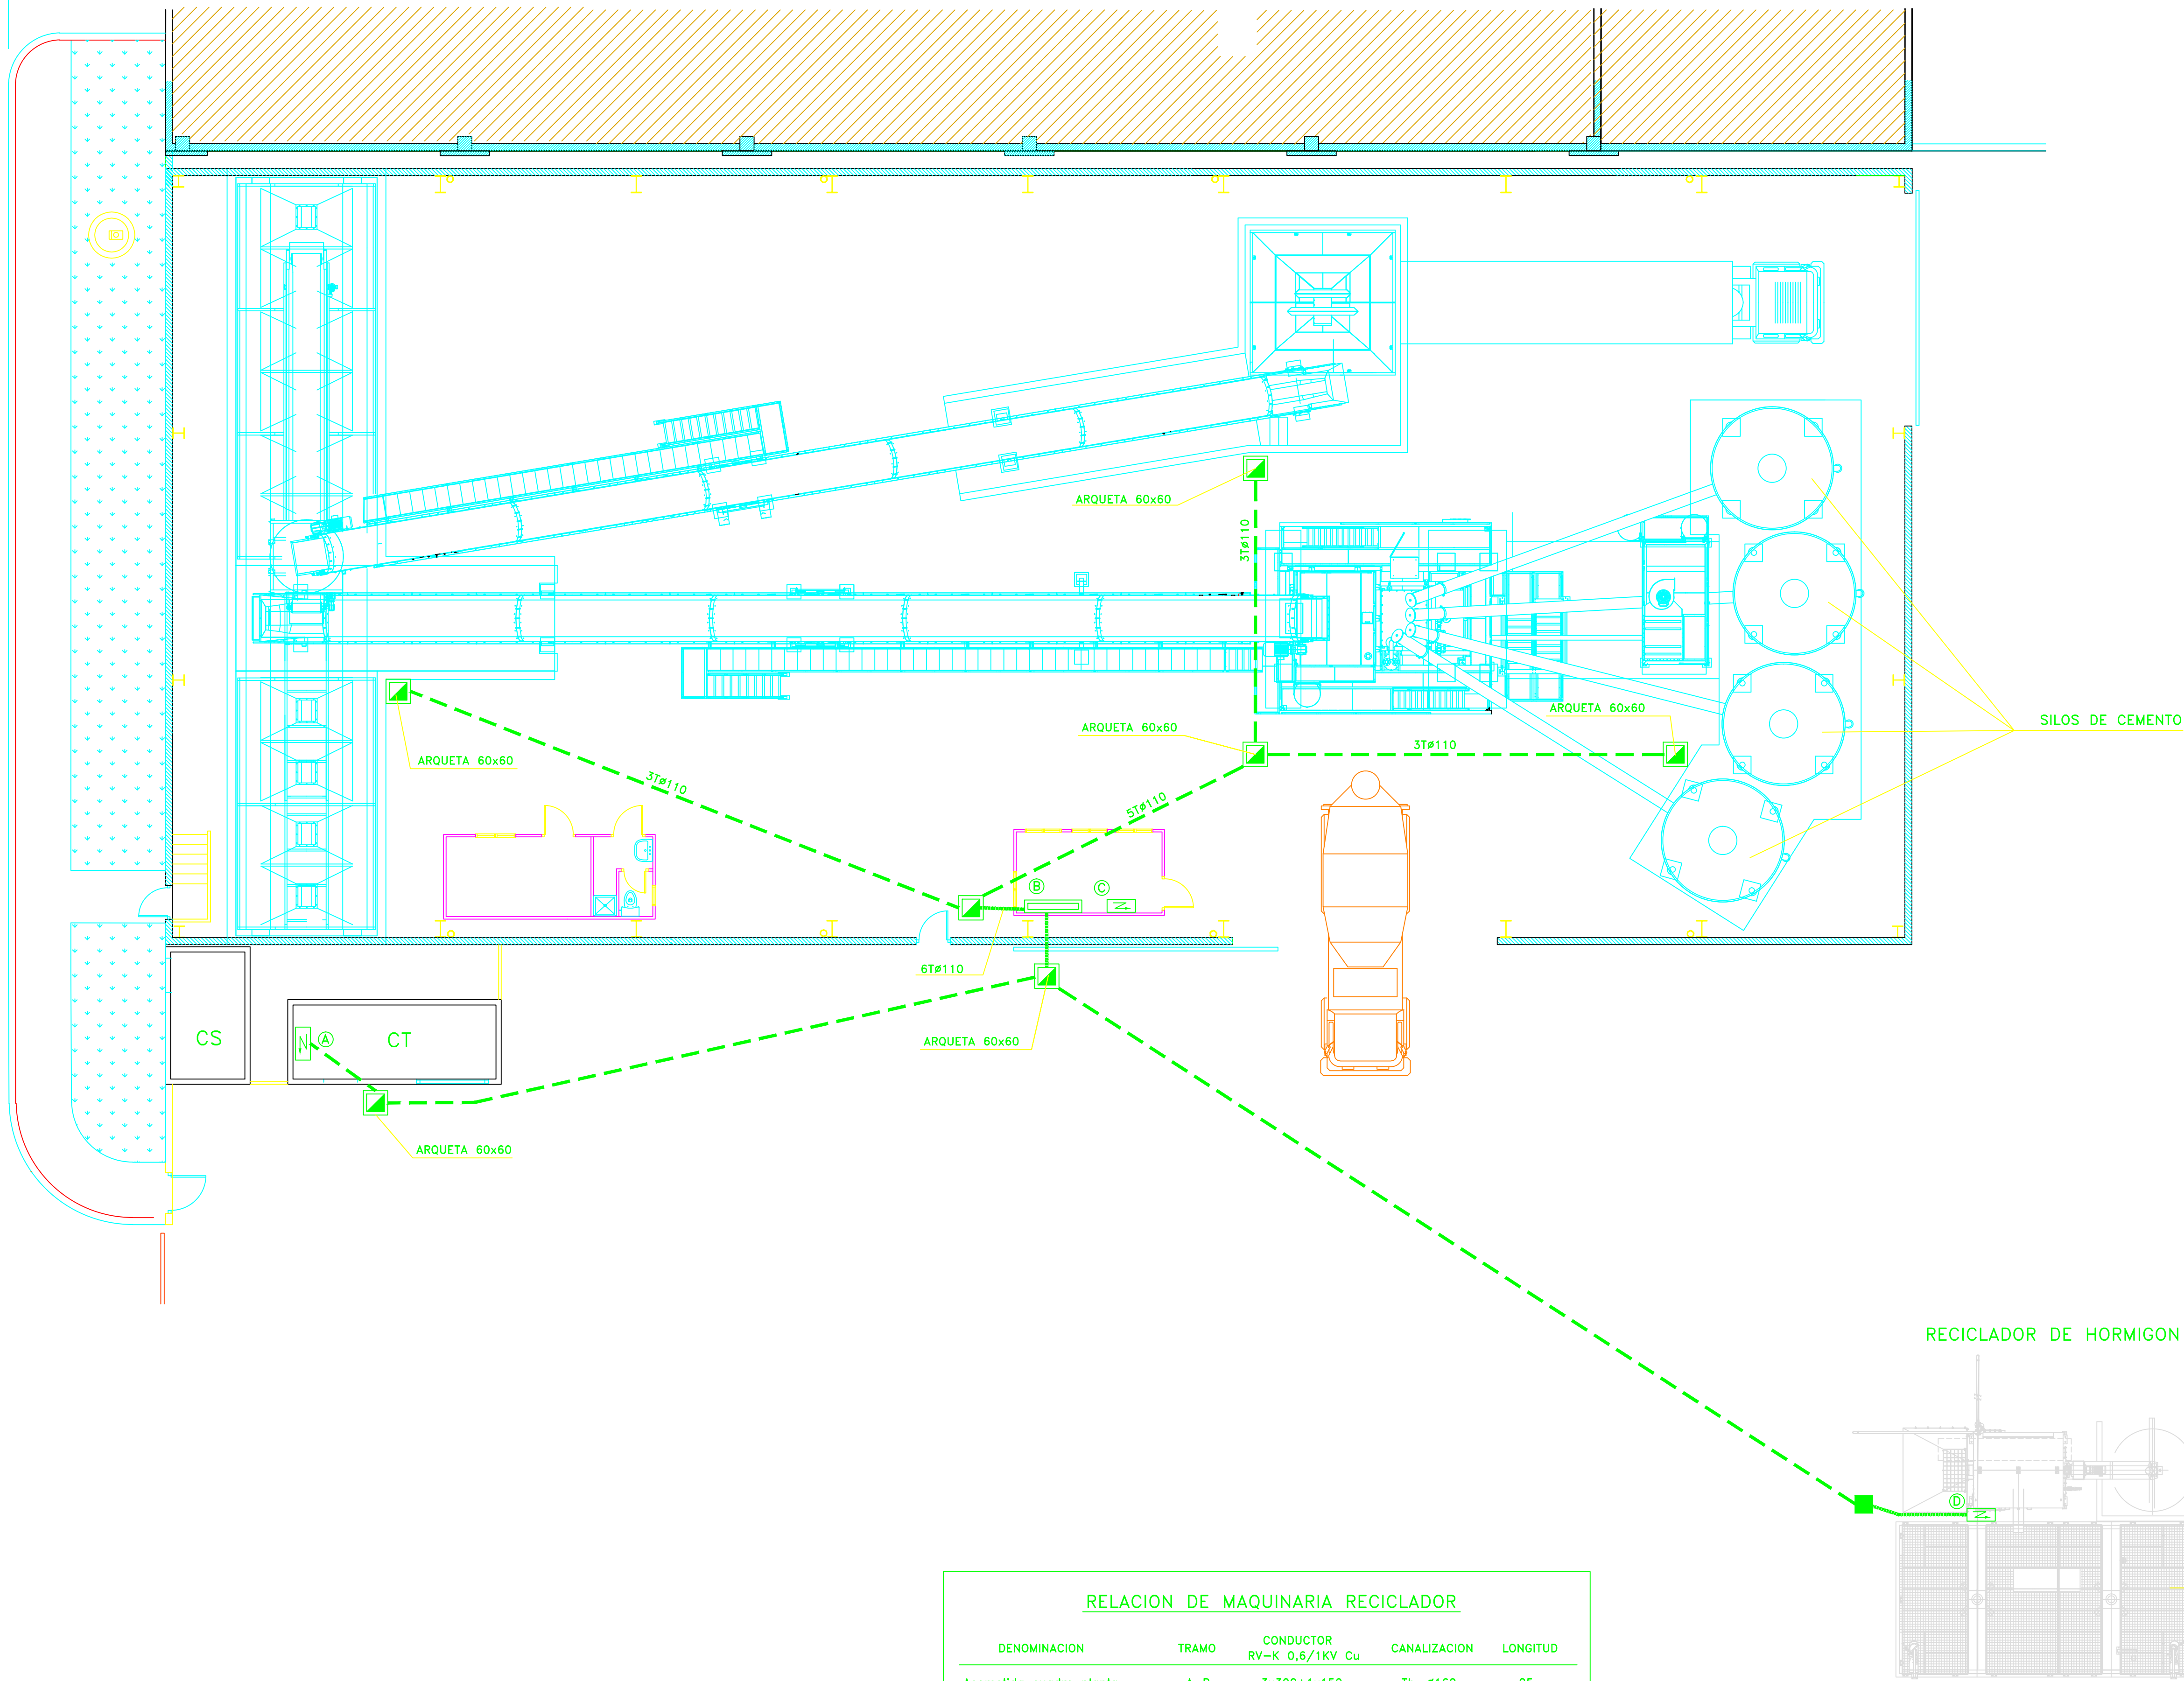 ARQUETA 60x60
3Tø110
ARQUETA 60x60
ARQUETA 60x60
SILOS DE CEMENTO
3Tø110
ARQUETA 60x60
3Tø110
5Tø110
B
C
6Tø110
CS
A
CT
ARQUETA 60x60
ARQUETA 60x60
RECICLADOR DE HORMIGON
D
RELACION DE MAQUINARIA RECICLADOR
DENOMINACION TRAMO CONDUCTOR RV-K 0,6/1KV Cu CANALIZACION LONGITUD